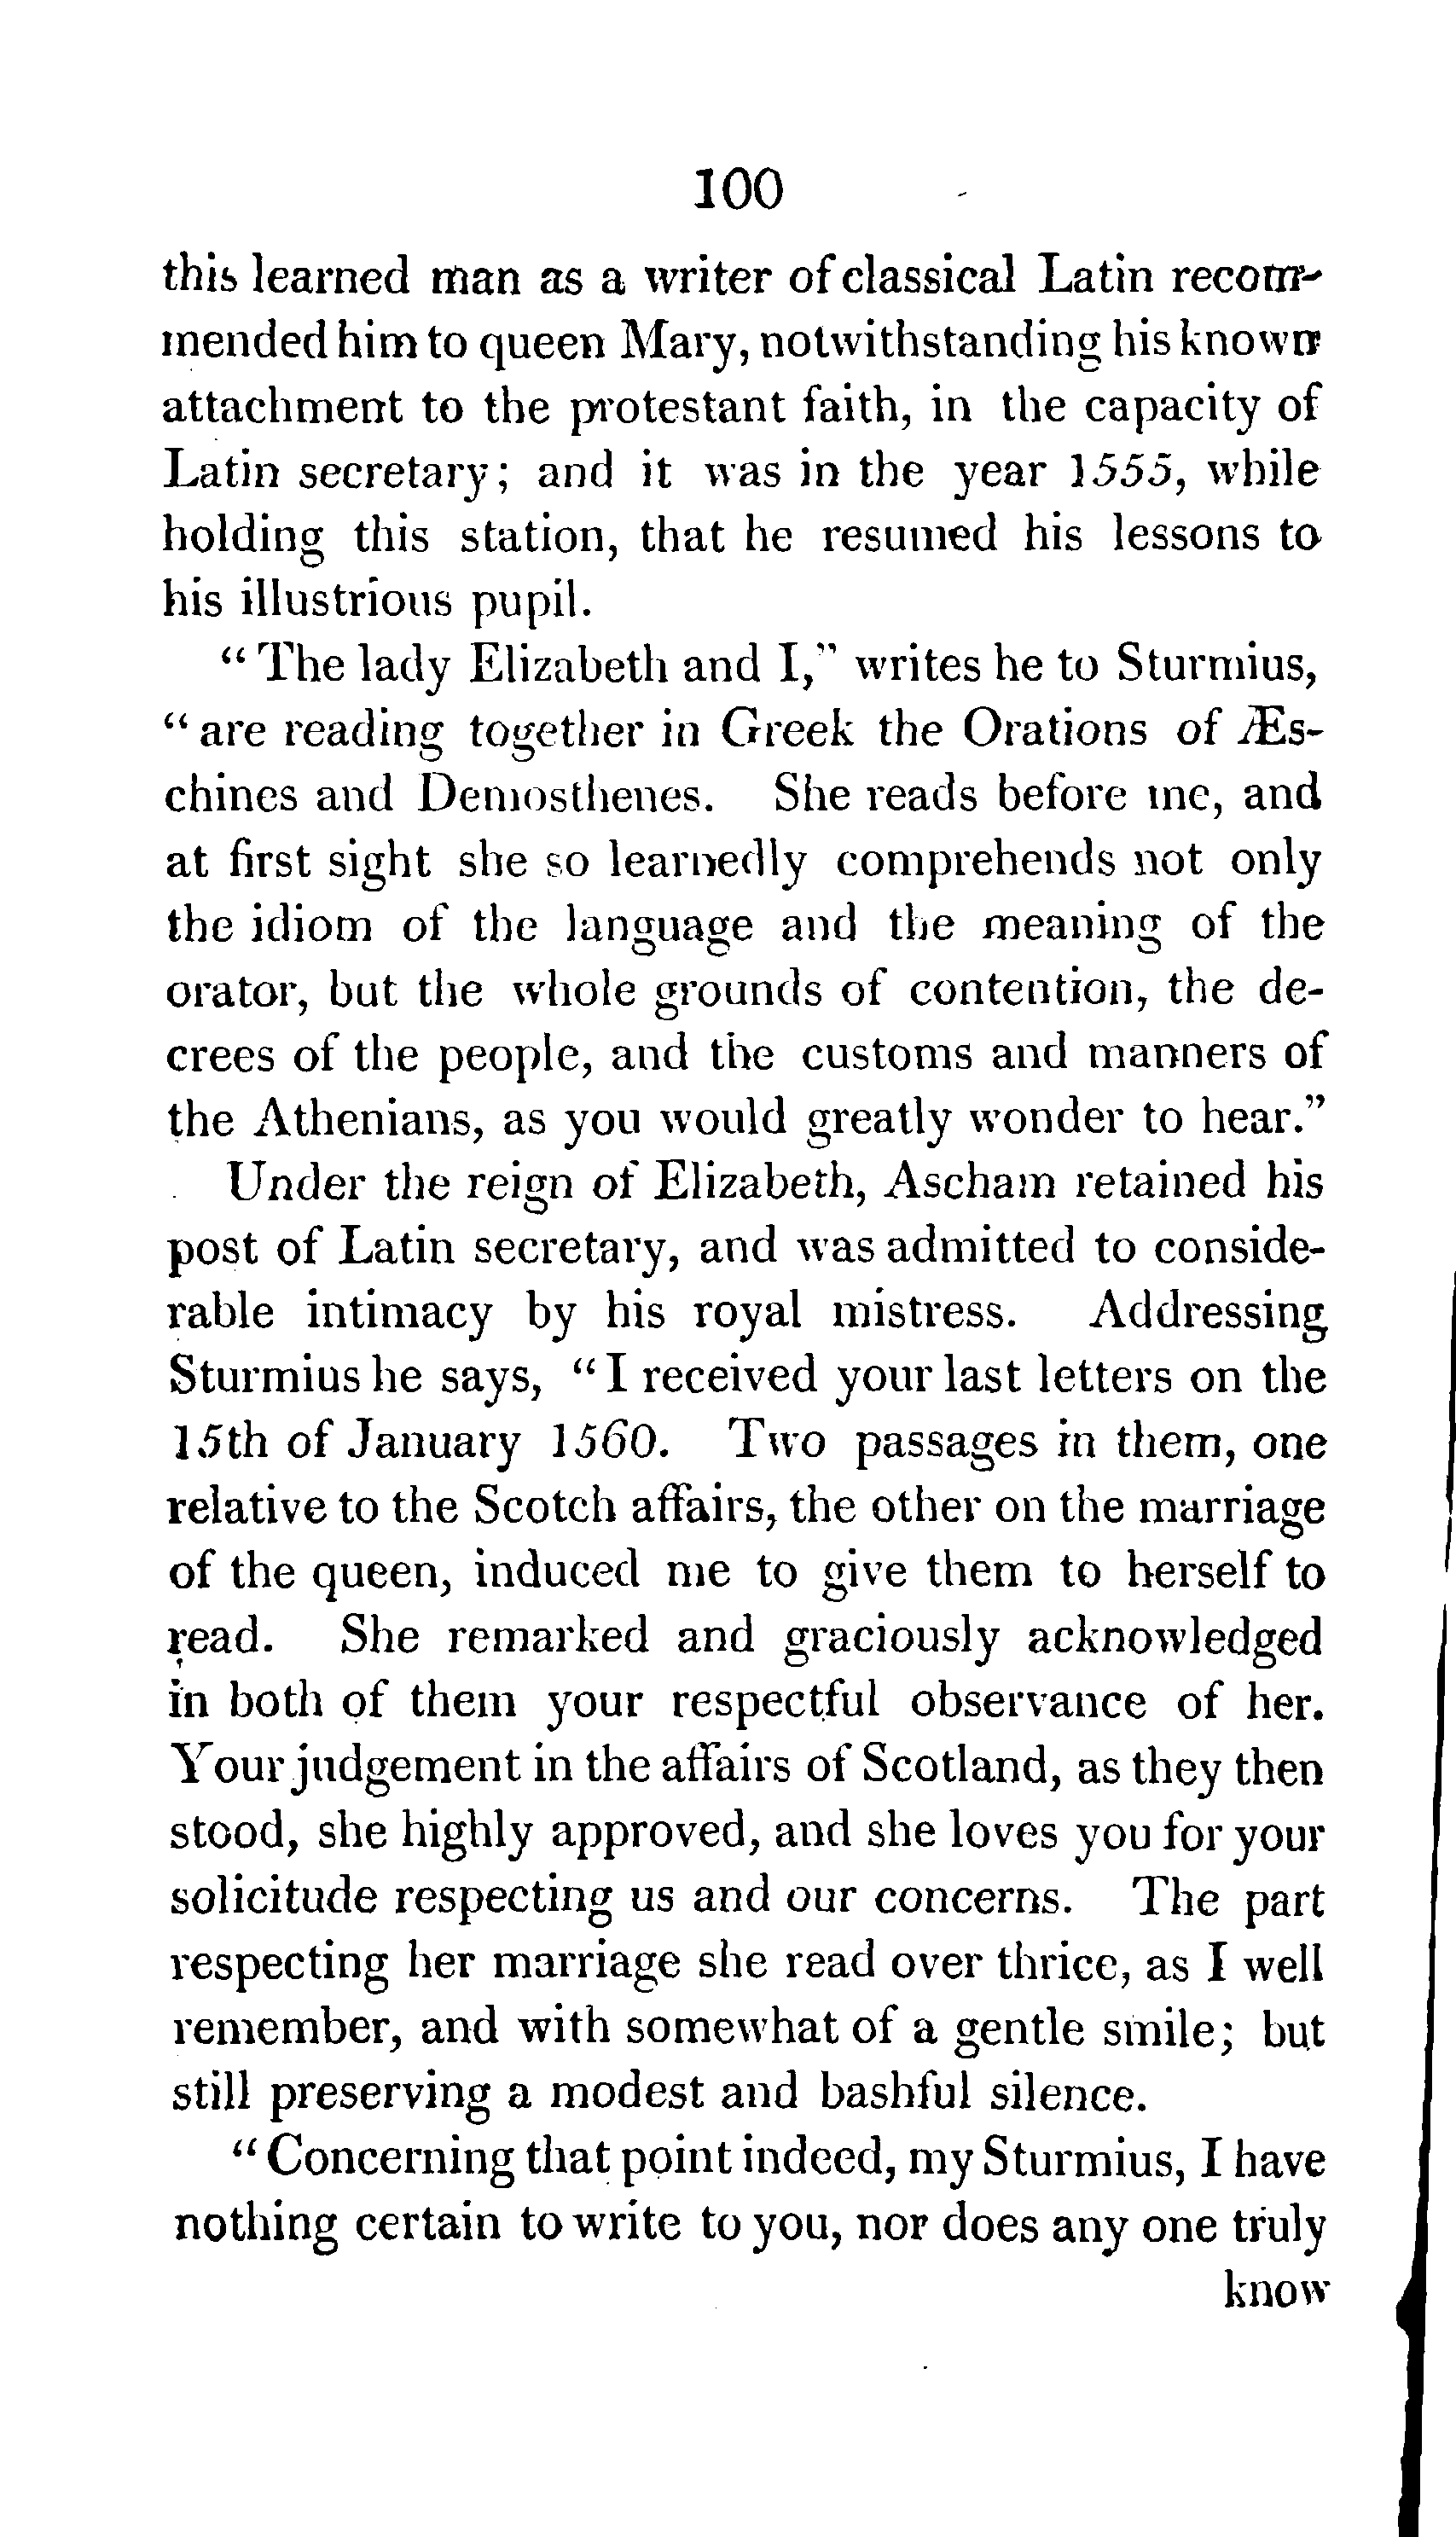 100
this learned man as a writer of classical Latin recom-
mended him to queen Mary, notwithstanding his known
attachment to the protestant faith, in the capacity of
Latin secretary; and it was in the year 1555, while
holding this station, that he resumed his lessons to
his illustrious pupil.
“The lady Elizabeth and I,” writes he to Sturmius,
“are reading together in Greek the Orations of Æs-
chines and Demosthenes. She reads before me, and
at first sight she so learnedly comprehends not only
the idiom of the language and the meaning of the
orator, but the whole grounds of contention, the de-
crees of the people, and the customs and manners of
the Athenians, as you would greatly wonder to hear.”
Under the reign of Elizabeth, Ascham retained his
post of Latin secretary, and was admitted to conside-
rable intimacy by his royal mistress. Addressing
Sturmius he says, “I received your last letters on the
15th of January 1560. Two passages in them, one
relative to the Scotch affairs, the other on the marriage
of the queen, induced me to give them to herself to
read. She remarked and graciously acknowledged
in both of them your respectful observance of her.
Your judgement in the affairs of Scotland, as they then
stood, she highly approved, and she loves you for your
solicitude respecting us and our concerns. The part
respecting her marriage she read over thrice, as I well
remember, and with somewhat of a gentle smile; but
still preserving a modest and bashful silence.
“Concerning that point indeed, my Sturmius, I have
nothing certain to write to you, nor does any one truly
know